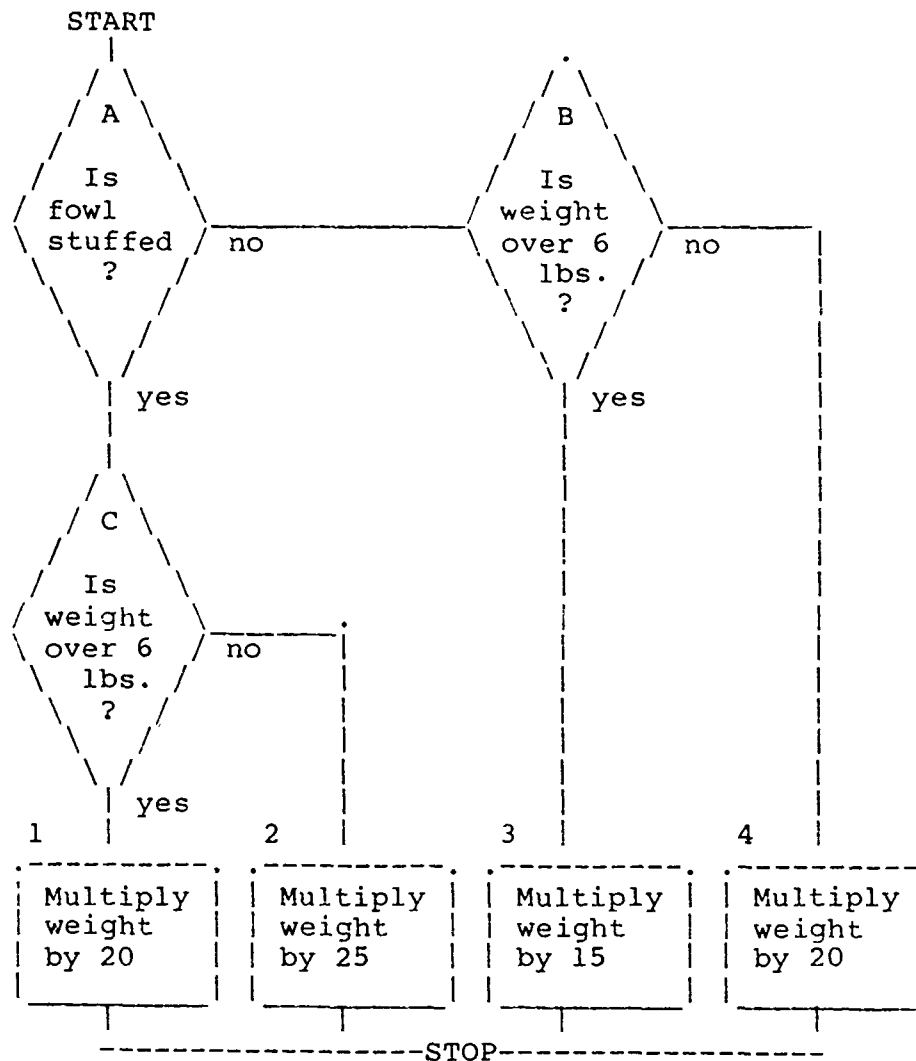 START
A
Is
fowl
stuffed
?
no
yes
B
Is
weight
over 6
lbs.
?
no
yes
C
Is
weight
over 6
lbs.
?
no
yes
1
Multiply
weight
by 20
2
Multiply
weight
by 25
3
Multiply
weight
by 15
4
Multiply
weight
by 20
STOP